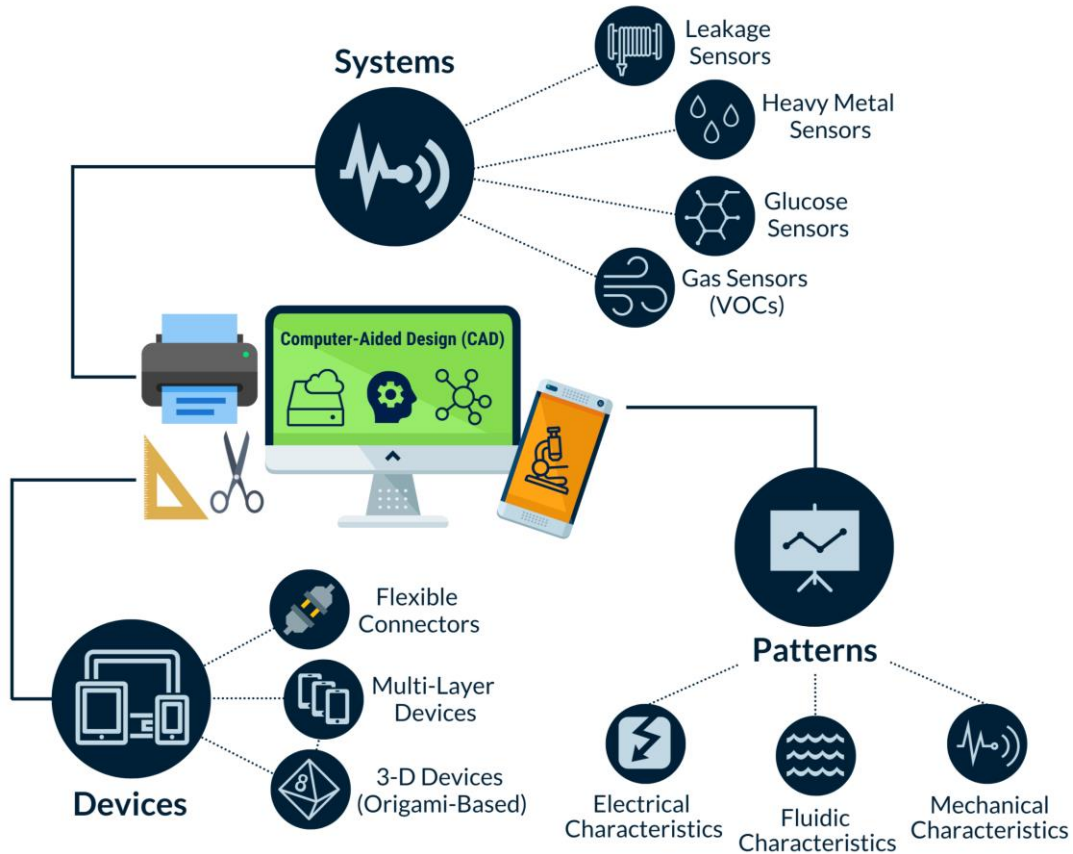 Systems
Leakage
Sensors
Heavy Metal
Sensors
Glucose
Sensors
Gas Sensors
(VOCs)
Computer-Aided Design (CAD)
Patterns
Electrical
Characteristics
Fluidic
Characteristics
Mechanical
Characteristics
Flexible
Connectors
Multi-Layer
Devices
8
3-D Devices
(Origami-Based)
Devices